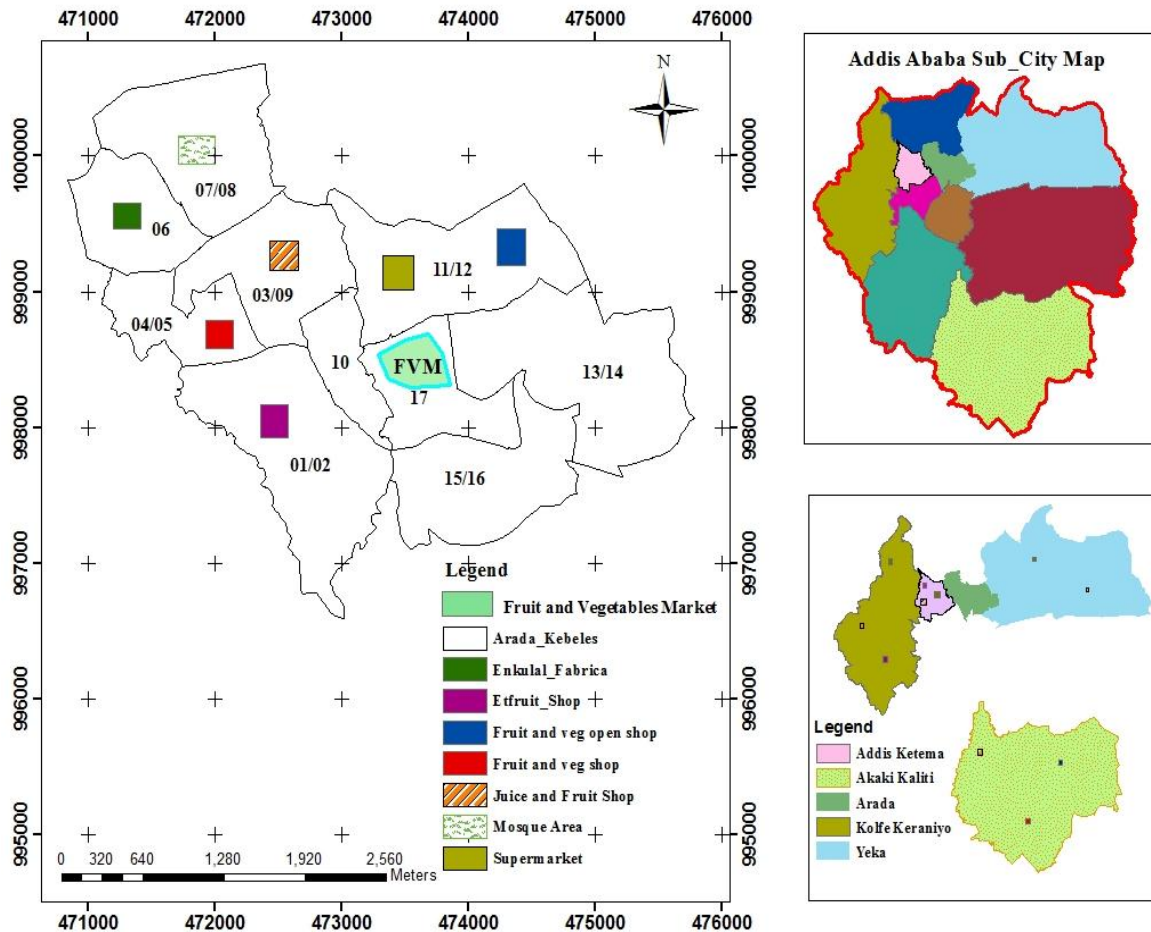 471000 472000 473000 474000 475000 476000
N
1000000
999000
998000
997000
996000
995000
07/08
06
11/12
03/09
04/05
10
FVM
13/14
17
01/02
15/16
Legend
Fruit and Vegetables Market
Arada_Kebeles
Enkulal_Fabrica
Etfruit_Shop
Fruit and veg open shop
Fruit and veg shop
Juice and Fruit Shop
Mosque Area
Supermarket
0 320 640 1,280 1,920 2,560
Meters
1000000
999000
998000
997000
996000
995000
471000 472000 473000 474000 475000 476000
Addis Ababa Sub_City Map
Legend
Addis Ketema
Akaki Kaliti
Arada
Kolfe Keraniyo
Yeka